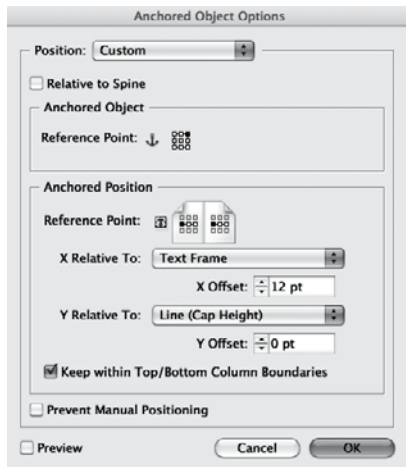 Anchored Object Options
Position: Custom
Relative to Spine
Anchored Object
Reference Point:
Anchored Position
Reference Point:
X Relative To: Text Frame
X Offset: 12 pt
Y Relative To: Line (Cap Height)
Y Offset: 0 pt
Keep within Top/Bottom Column Boundaries
Prevent Manual Positioning
Preview Cancel OK